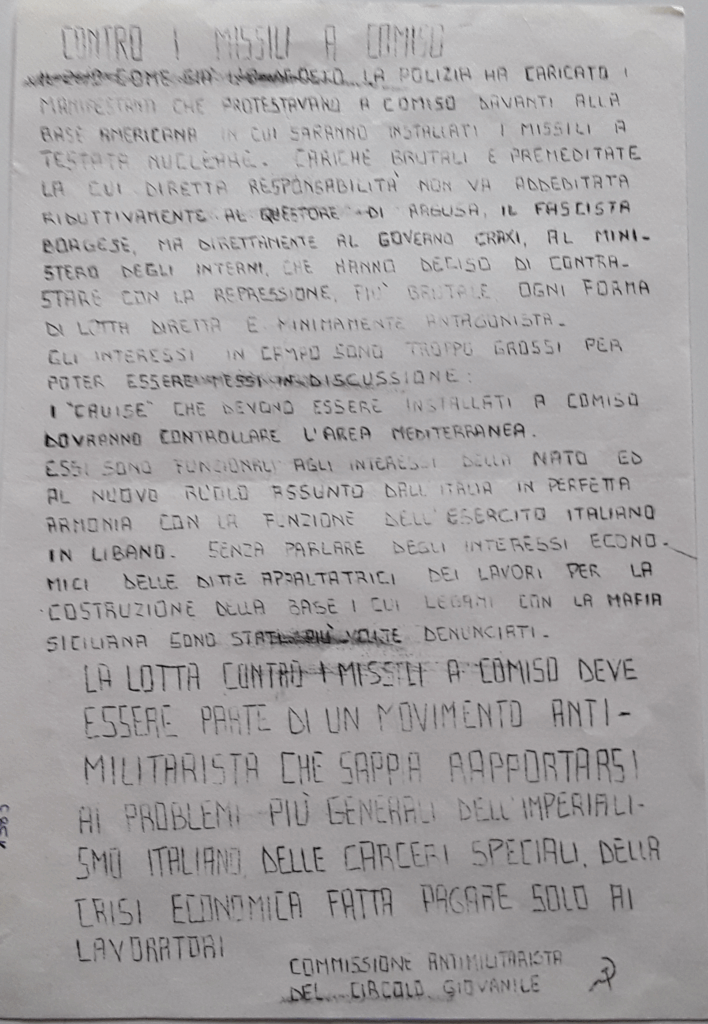 CONTRO I MISSILI A COMISO
COME GIÀ L'8 AGOSTO LA POLIZIA HA CARICATO I
MANIFESTANTI CHE PROTESTAVANO A COMISO DAVANTI ALLA
BASE AMERICANA IN CUI SARANNO INSTALLATI I MISSILI A
TESTATA NUCLEARE. CARICHE BRUTALI E PREMEDITATE
LA CUI DIRETTA RESPONSABILITÀ NON VA ADDEBITATA
RIDUTTIVAMENTE AL QUESTORE DI RAGUSA, IL FASCISTA
BORGESE, MA DIRETTAMENTE AL GOVERNO CRAXI, AL MINI-
STERO DEGLI INTERNI, CHE HANNO DECISO DI CONTRA-
STARE CON LA REPRESSIONE, PIÙ BRUTALE OGNI FORMA
DI LOTTA DIRETTA E MINIMAMENTE ANTAGONISTA.
GLI INTERESSI IN CAMPO SONO TROPPO GROSSI PER
POTER ESSERE MESSI IN DISCUSSIONE:
I "CRUISE" CHE DEVONO ESSERE INSTALLATI A COMISO
DOVRANNO CONTROLLARE L'AREA MEDITERRANEA.
ESSI SONO FUNZIONALI AGLI INTERESSI DELLA NATO ED
AL NUOVO RUOLO ASSUNTO DALL'ITALIA IN PERFETTA
ARMONIA CON LA FUNZIONE DELL'ESERCITO ITALIANO
IN LIBANO. SENZA PARLARE DEGLI INTERESSI ECONO-
MICI DELLE DITTE APPALTATRICI DEI LAVORI PER LA
COSTRUZIONE DELLA BASE I CUI LEGAMI CON LA MAFIA
SICILIANA SONO STATI PIÙ VOLTE DENUNCIATI.
LA LOTTA CONTRO I MISSILI A COMISO DEVE
ESSERE PARTE DI UN MOVIMENTO ANTI-
MILITARISTA CHE SAPPIA RAPPORTARSI
AI PROBLEMI PIÙ GENERALI DELL'IMPERIALI-
SMO ITALIANO, DELLE CARCERI SPECIALI, DELLA
CRISI ECONOMICA FATTA PAGARE SOLO AI
LAVORATORI
COMMISSIONE ANTIMILITARISTA
DEL CIRCOLO GIOVANILE